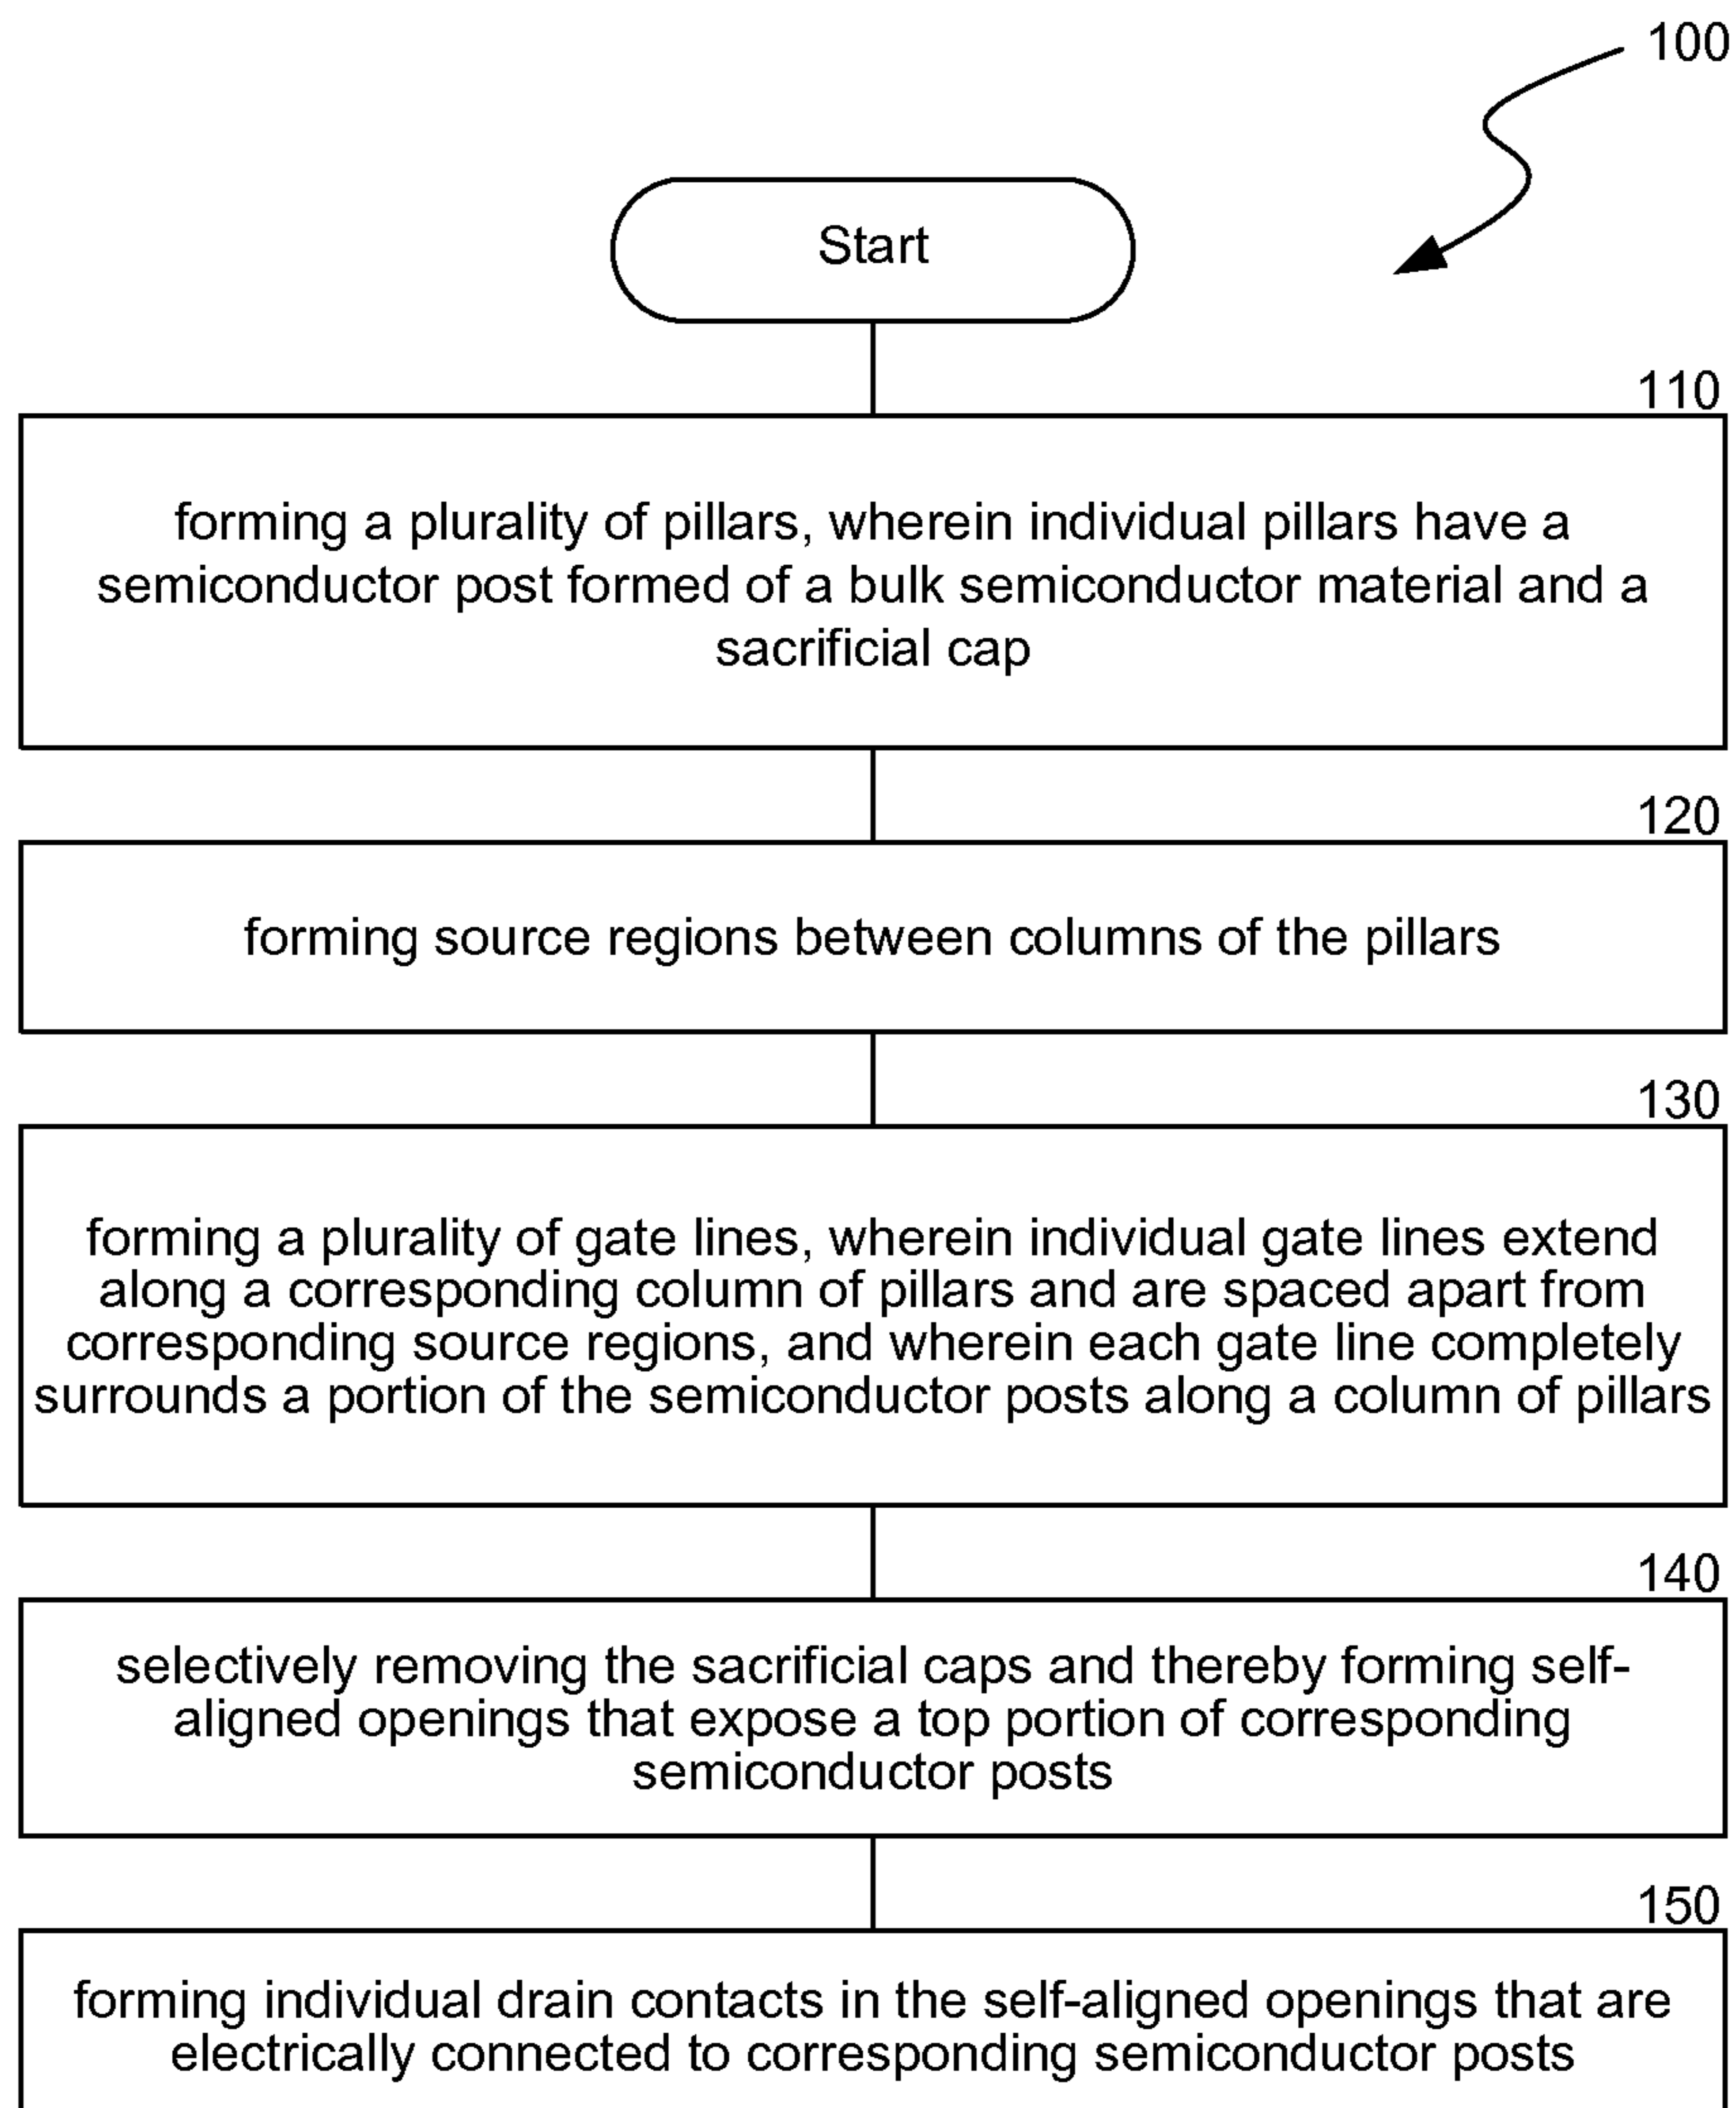 100
Start
110
forming a plurality of pillars, wherein individual pillars have a
semiconductor post formed of a bulk semiconductor material and a
sacrificial cap
120
forming source regions between columns of the pillars
130
forming a plurality of gate lines, wherein individual gate lines extend
along a corresponding column of pillars and are spaced apart from
corresponding source regions, and wherein each gate line completely
surrounds a portion of the semiconductor posts along a column of pillars
140
selectively removing the sacrificial caps and thereby forming self-
aligned openings that expose a top portion of corresponding
semiconductor posts
150
forming individual drain contacts in the self-aligned openings that are
electrically connected to corresponding semiconductor posts